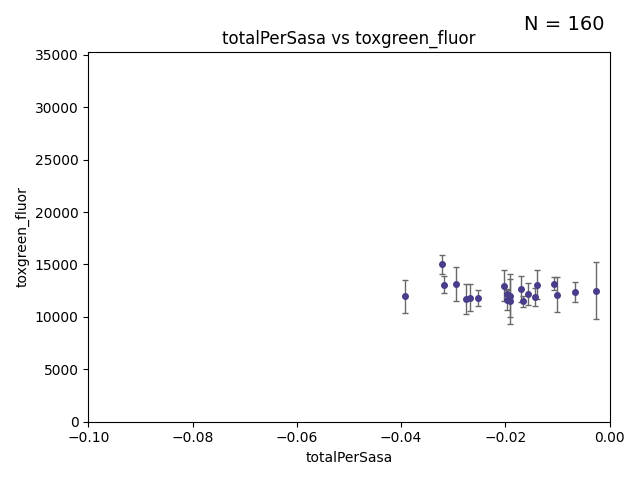 N = 160
totalPerSasa vs toxgreen_fluor
35000
30000
25000
20000
15000
10000
5000
0
toxgreen_fluor
−0.10 −0.08 −0.06 −0.04 −0.02 0.00
totalPerSasa